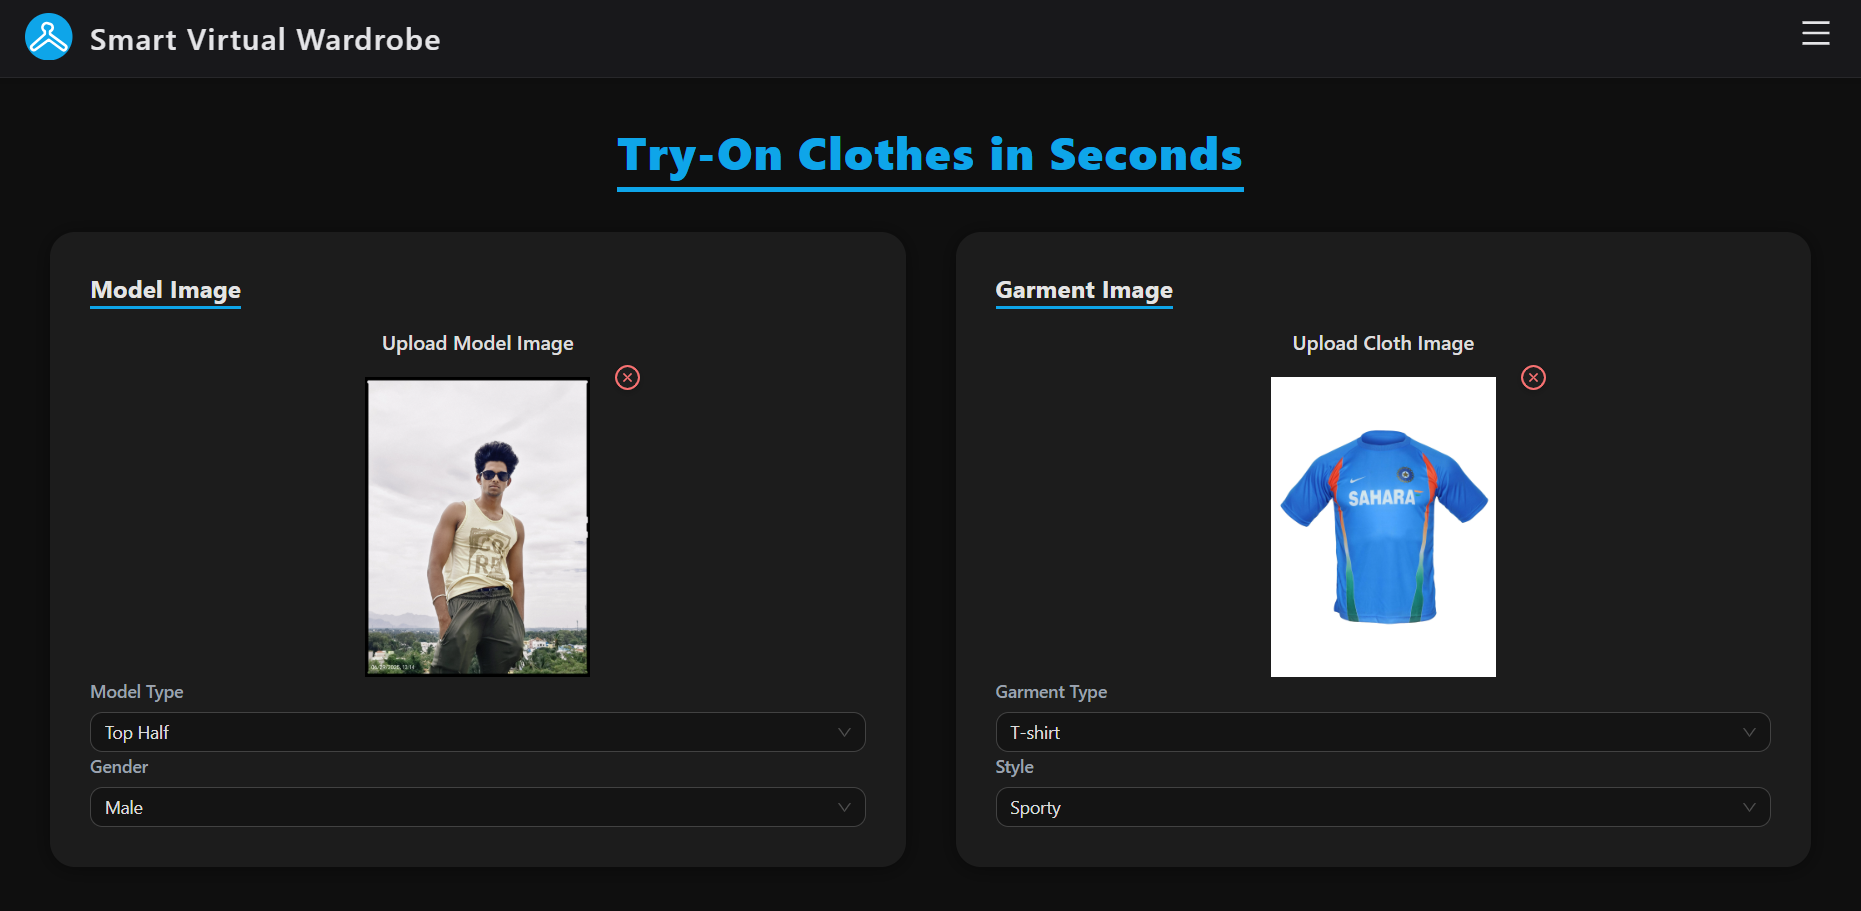 Smart Virtual Wardrobe
Try-On Clothes in Seconds
Model Image
Upload Model Image
Model Type
Top Half
Gender
Male
Garment Image
Upload Cloth Image
SAHARA
Garment Type
T-shirt
Style
Sporty